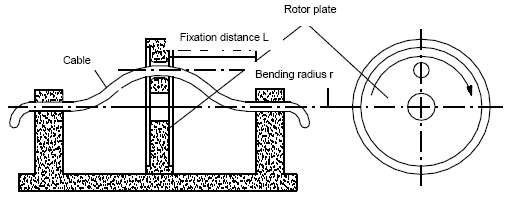 Rotor plate
Fixation distance L
Cable
Bending radius r